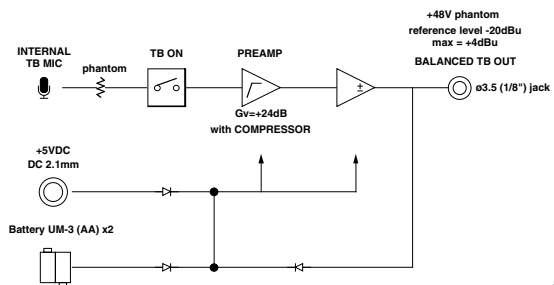 +48V phantom
reference level -20dBu
max = +4dBu
BALANCED TB OUT
INTERNAL
TB MIC
phantom
TB ON
PREAMP
±
ø3.5 (1/8") jack
Gv=+24dB
with COMPRESSOR
+5VDC
DC 2.1mm
Battery UM-3 (AA) x2